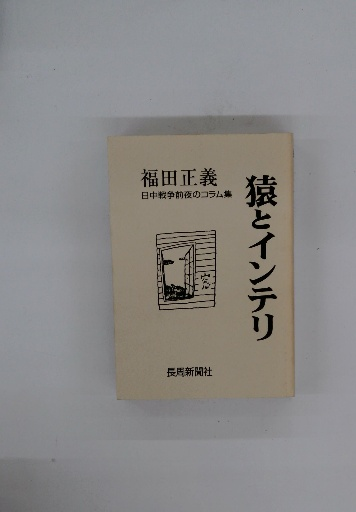 猿とインテリ
福田正義
日中戦争前夜のコラム集
長周新聞社